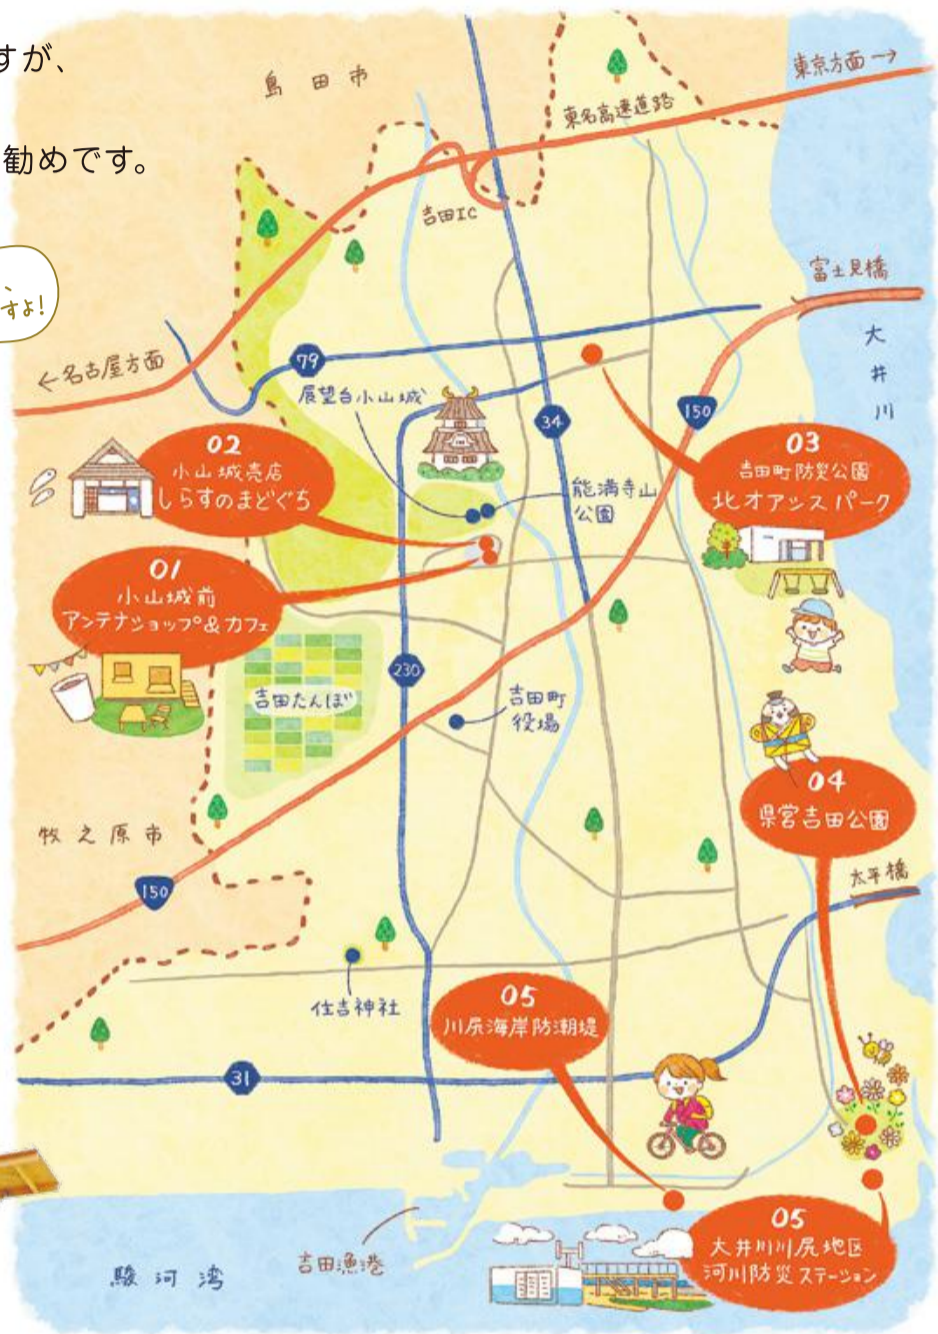 すが、
勧めです。
すよ!
島田市
東京方面→
東名高速道路
吉田IC
富士見橋
大井川
←名古屋方面
79
展望台小山城
34
150
02
小山城売店
しらすのまどぐち
能満寺山
公園
03
吉田町防災公園
北オアシスパーク
01
小山城前
アンテナショップ&カフェ
230
吉田たんぼ
吉田町
役場
04
県営吉田公園
牧之原市
150
太平橋
住吉神社
05
川尻海岸防潮堤
31
05
大井川川尻地区
河川防災ステーション
吉田漁港
駿河湾